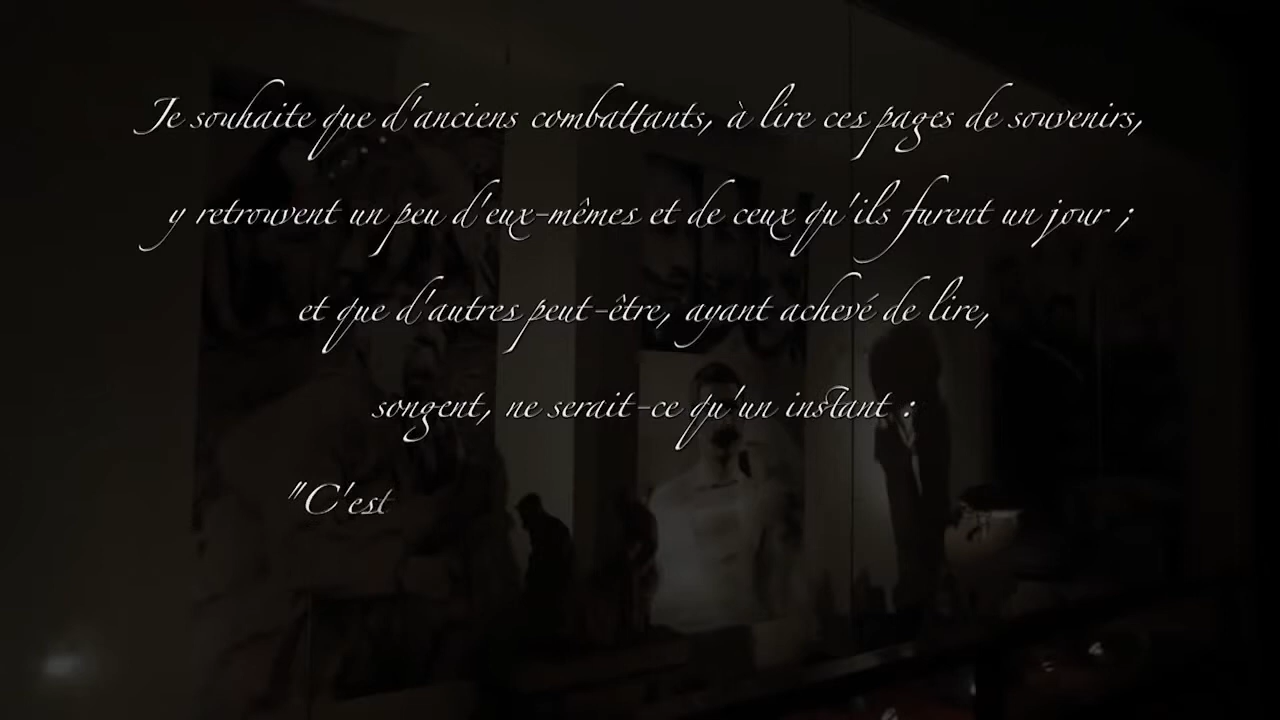 Je souhaite que d'anciens combattants, à lire ces pages de souvenirs,
y retrouvent un peu d'eux-mêmes et de ceux qu'ils furent un jour ;
et que d'autres peut-être, ayant achevé de lire,
songent, ne serait-ce qu'un instant :
"C'est